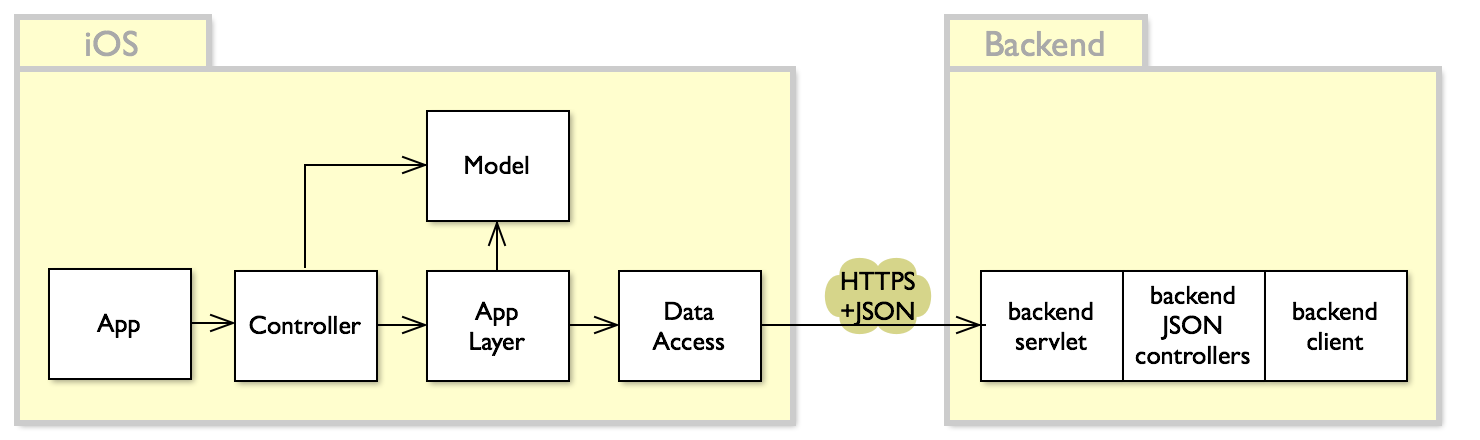 iOS
Backend
Model
App
Controller
App
Layer
Data
Access
HTTPS
+JSON
backend
servlet
backend
JSON
controllers
backend
client